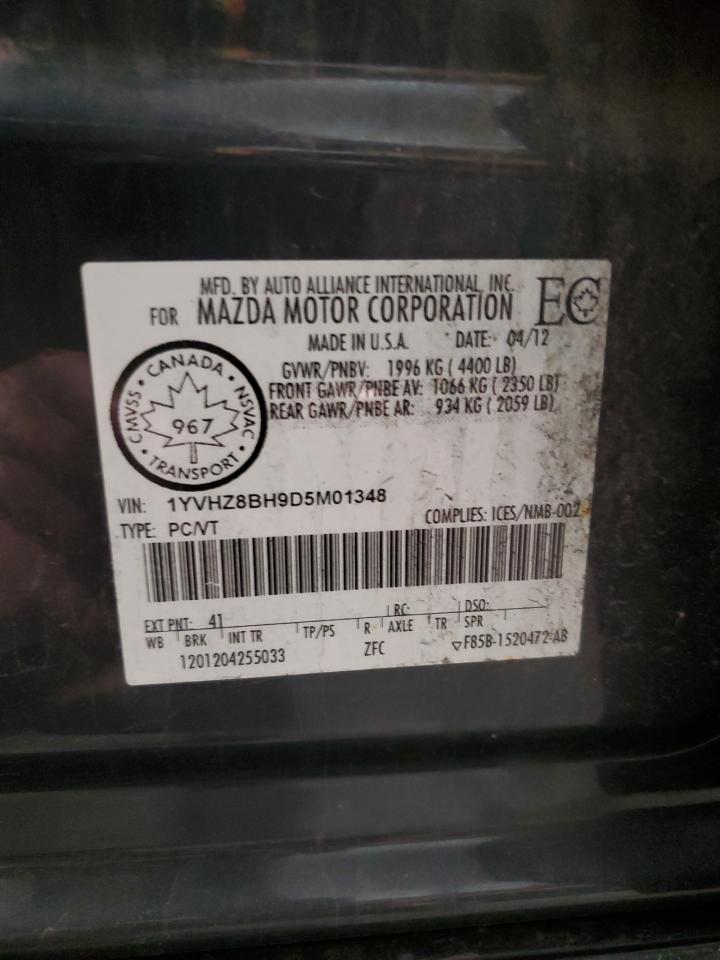 MFD. BY AUTO ALLIANCE INTERNATIONAL, INC.
FOR MAZDA MOTOR CORPORATION EC
MADE IN U.S.A. DATE: 04/12
GVWR/PNBV: 1996 KG ( 4400 LB)
FRONT GAWR/PNBE AV: 1066 KG ( 2350 LB)
REAR GAWR/PNBE AR: 934 KG ( 2059 LB)
CANADA
CMVSS NSVAC
967
TRANSPORT
VIN: 1YVHZ8BH9D5M01348
TYPE: PC/VT COMPLIES: ICES/NMB-002
EXT PNT: 41 RC: DSO:
WB BRK INT TR TP/PS R AXLE TR SPR
1201204255033 ZFC F85B-1520472-AB